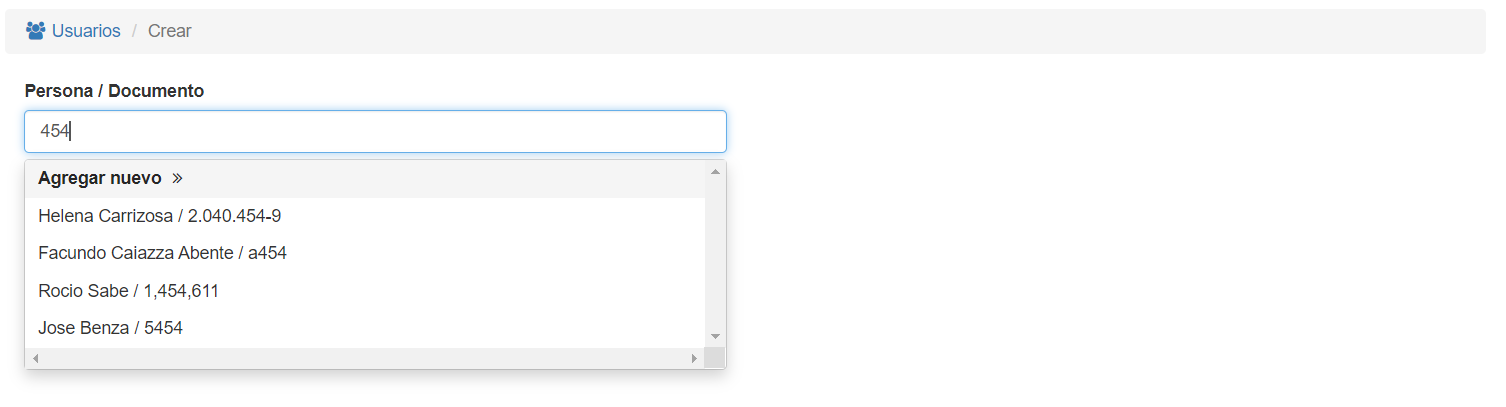 Usuarios / Crear
Persona / Documento
454
Agregar nuevo »
Helena Carrizosa / 2.040.454-9
Facundo Caiazza Abente / a454
Rocio Sabe / 1,454,611
Jose Benza / 5454